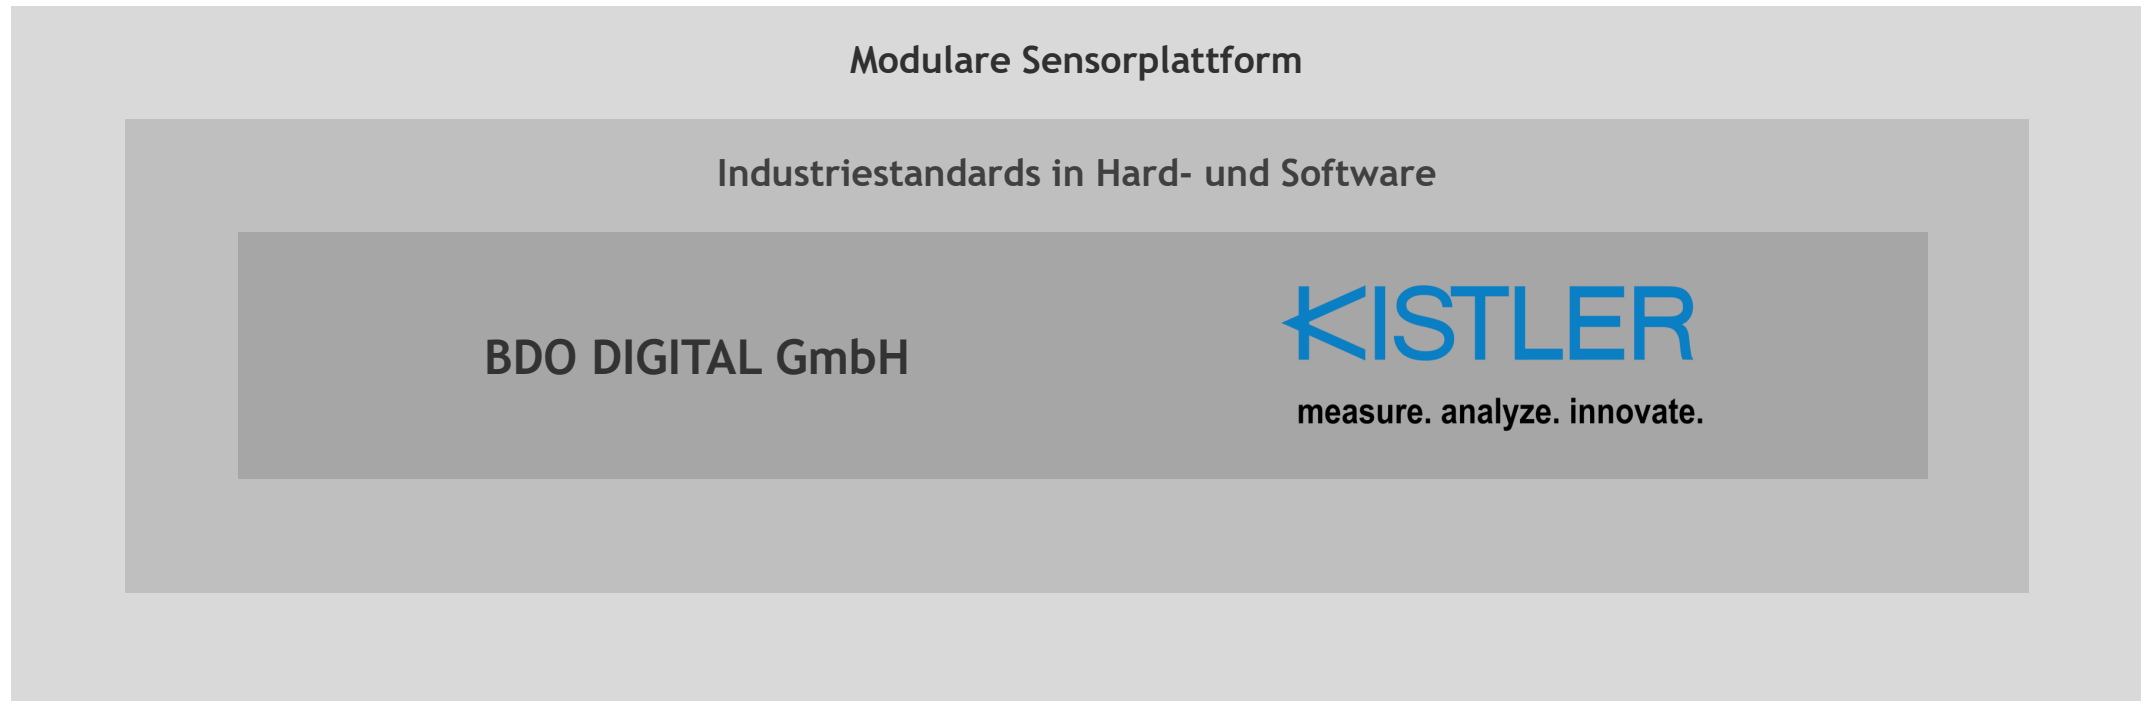 Modulare Sensorplattform
Industriestandards in Hard- und Software
BDO DIGITAL GmbH
KISTLER
measure. analyze. innovate.